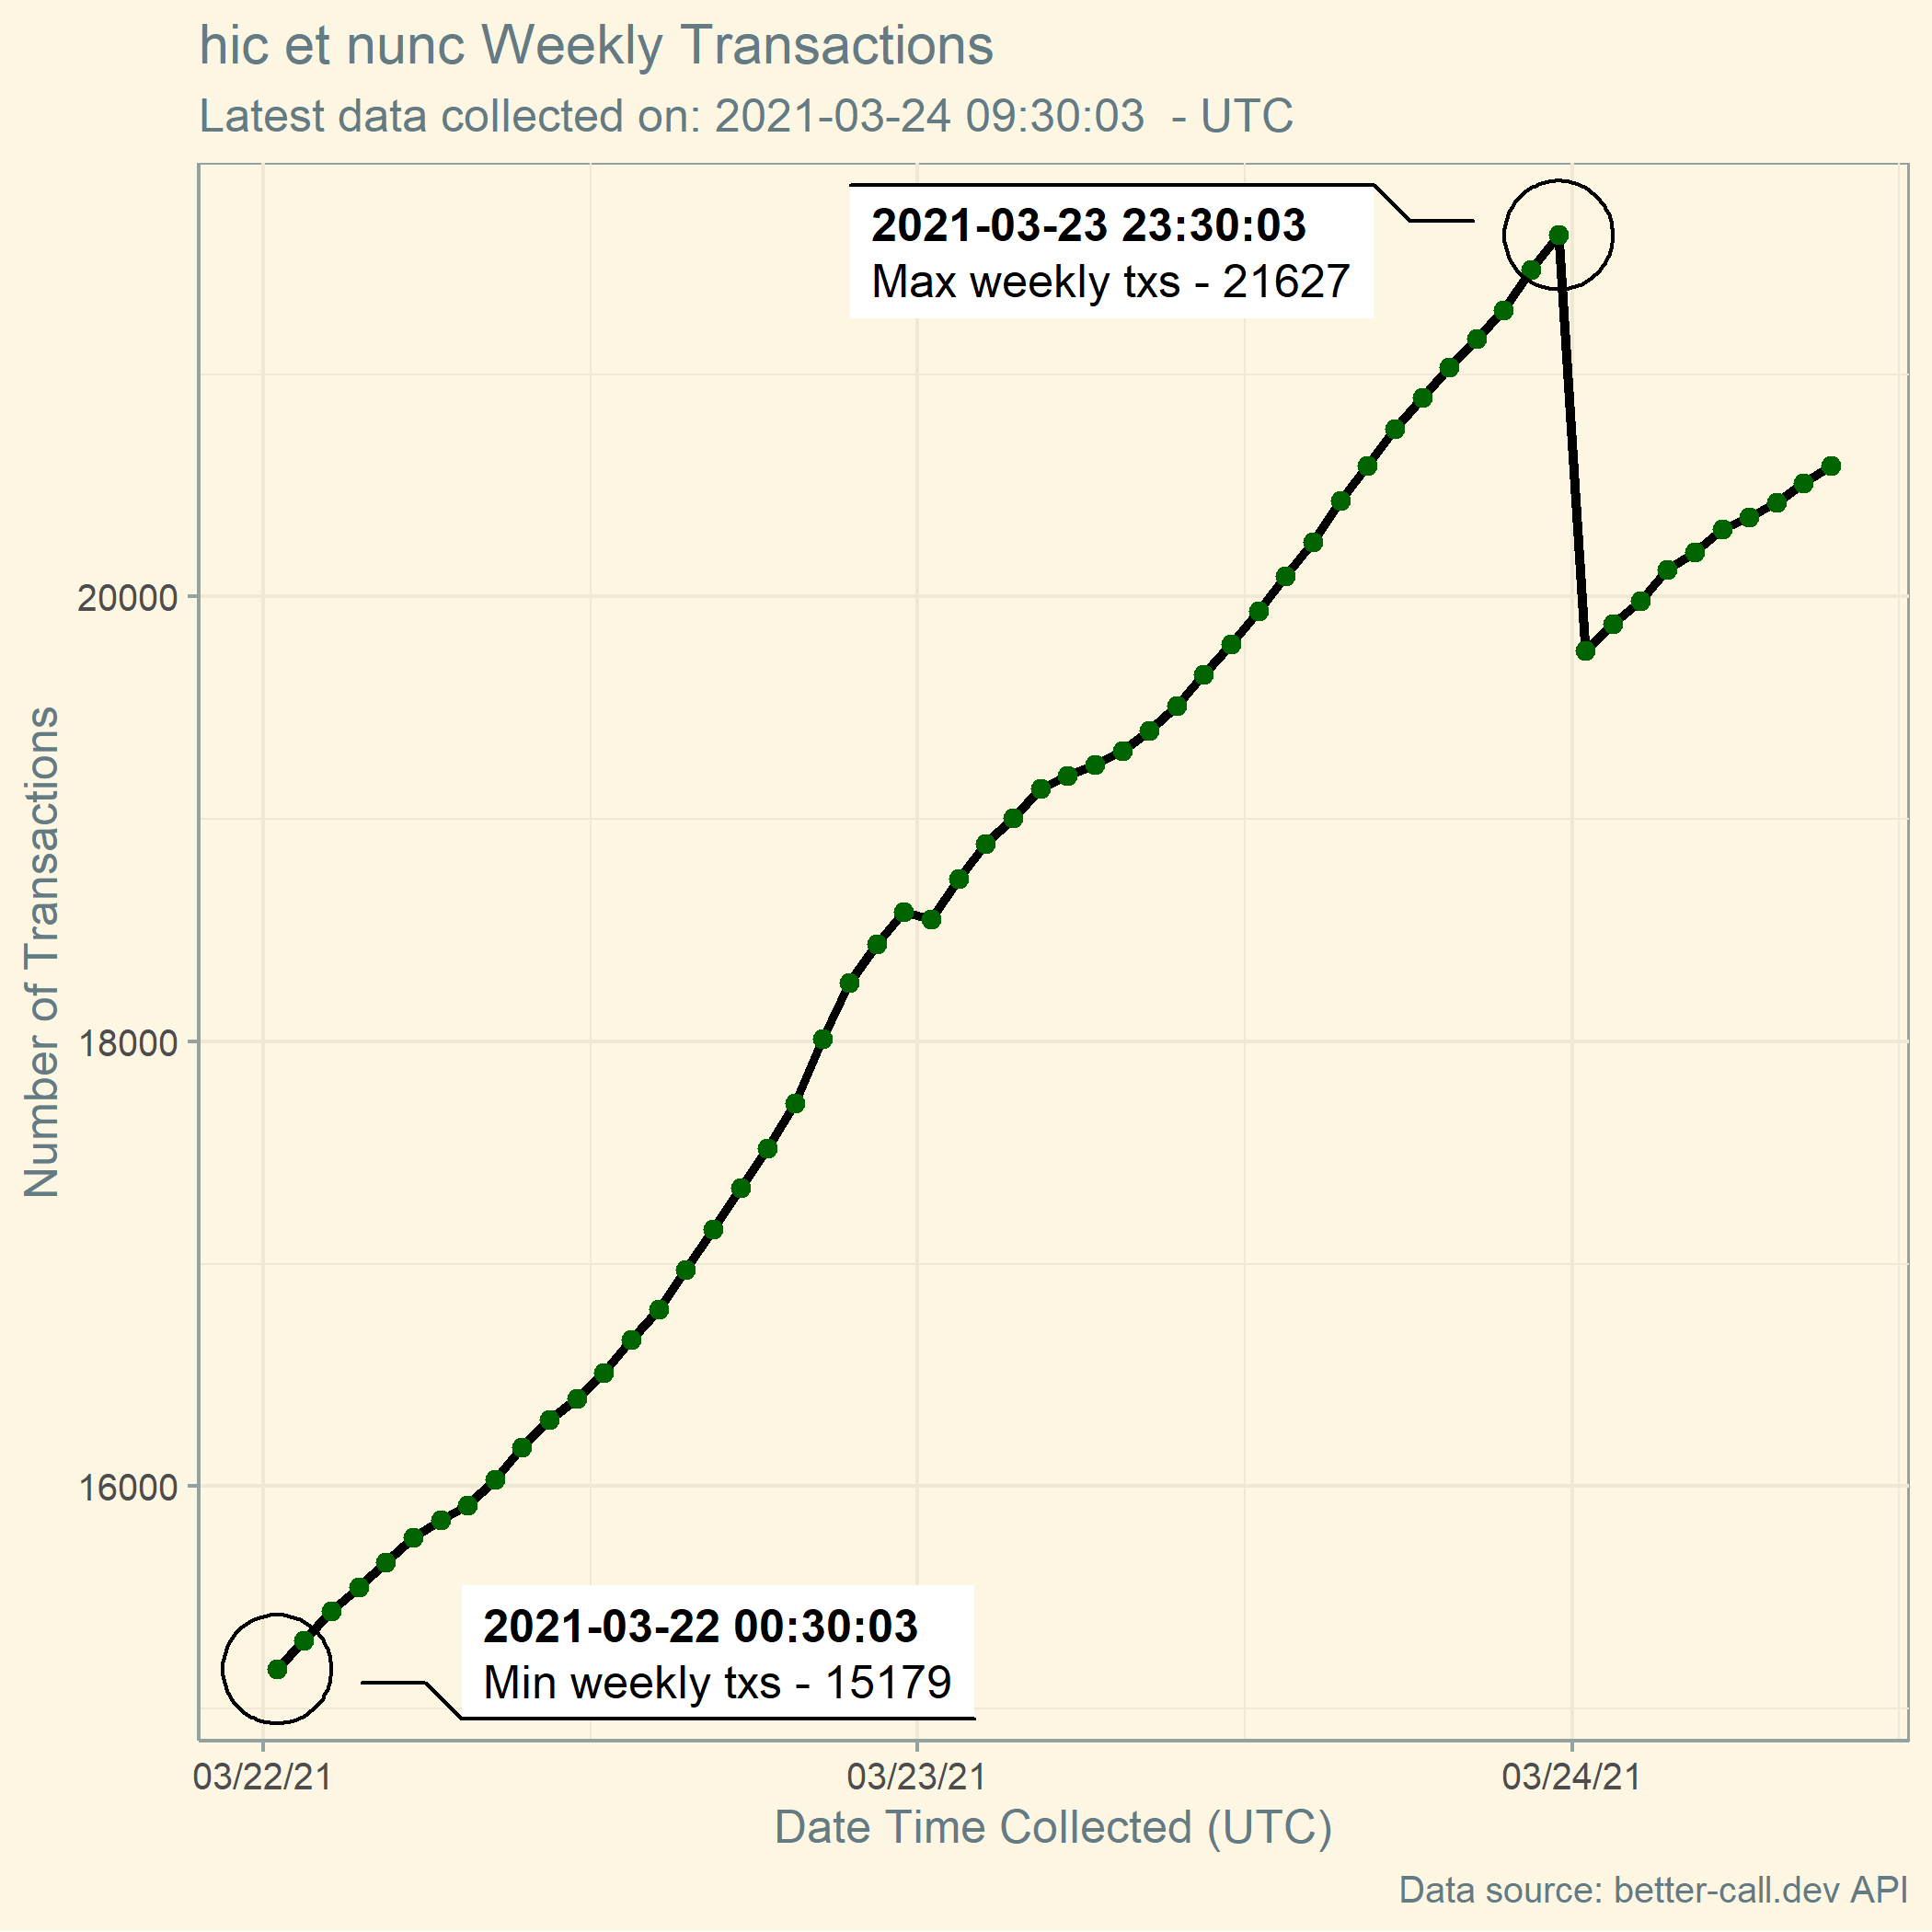 hic et nunc Weekly Transactions
Latest data collected on: 2021-03-24 09:30:03  - UTC
2021-03-23 23:30:03
Max weekly txs - 21627
20000
18000
16000
Number of Transactions
2021-03-22 00:30:03
Min weekly txs - 15179
03/22/21 03/23/21 03/24/21
Date Time Collected (UTC)
Data source: better-call.dev API